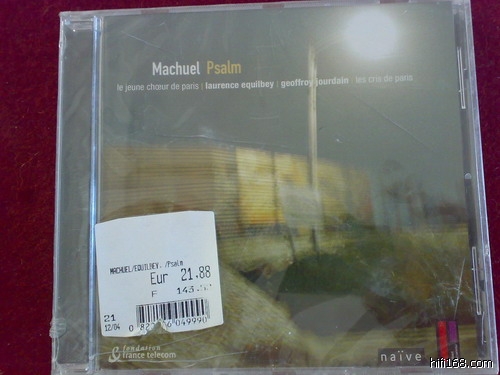 Machuel Psalm
le jeune chœur de paris | laurence equilbey | geoffroy jourdain | les cris de paris
MACHUEL/EQUILBEY. /Psalm
Eur 21.88
F
21
12/04
fondation
france telecom
naïve
hifi168.com